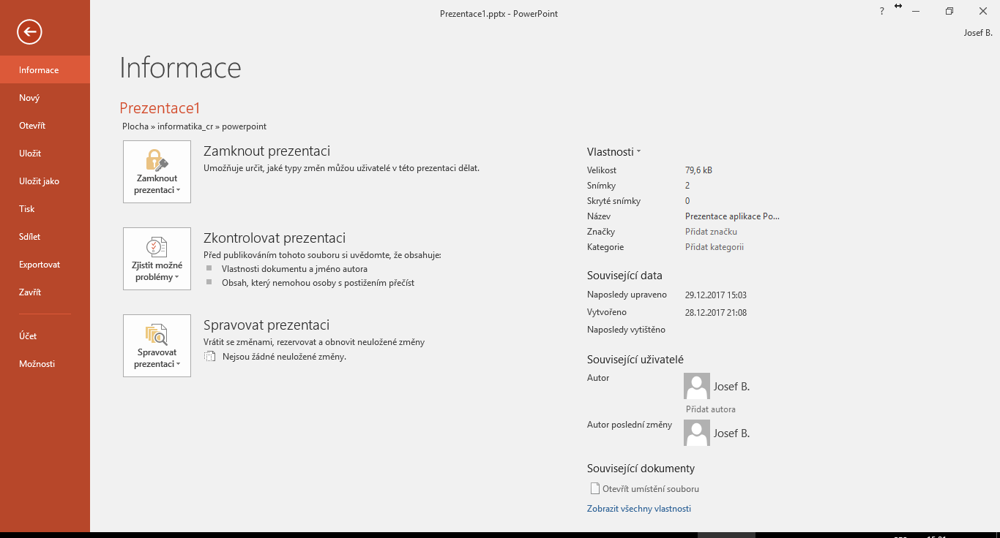 Prezentace1.pptx - PowerPoint
?
Josef B.
Informace
Nový
Otevřít
Uložit
Uložit jako
Tisk
Sdílet
Exportovat
Zavřít
Účet
Možnosti
Informace
Prezentace1
Plocha » informatika_cr » powerpoint
Zamknout prezentaci
Zamknout prezentaci
Umožňuje určit, jaké typy změn můžou uživatelé v této prezentaci dělat.
Zjistit možné problémy
Zkontrolovat prezentaci
Před publikováním tohoto souboru si uvědomte, že obsahuje:
Vlastnosti dokumentu a jméno autora
Obsah, který nemohou osoby s postižením přečíst
Spravovat prezentaci
Spravovat prezentaci
Vrátit se změnami, rezervovat a obnovit neuložené změny
Nejsou žádné neuložené změny.
Vlastnosti
Velikost 79,6 kB
Snímky 2
Skryté snímky 0
Název Prezentace aplikace Po...
Značky Přidat značku
Kategorie Přidat kategorii
Související data
Naposledy upraveno 29.12.2017 15:03
Vytvořeno 28.12.2017 21:08
Naposledy vytištěno
Související uživatelé
Autor Josef B.
Přidat autora
Autor poslední změny Josef B.
Související dokumenty
Otevřít umístění souboru
Zobrazit všechny vlastnosti